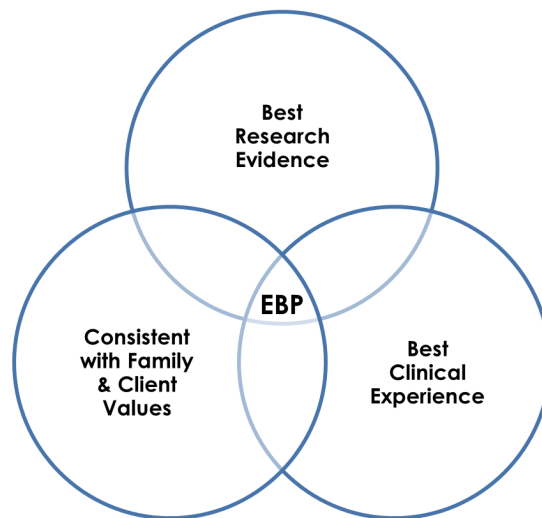 Best
Research
Evidence
EBP
Consistent
with Family
& Client
Values
Best
Clinical
Experience